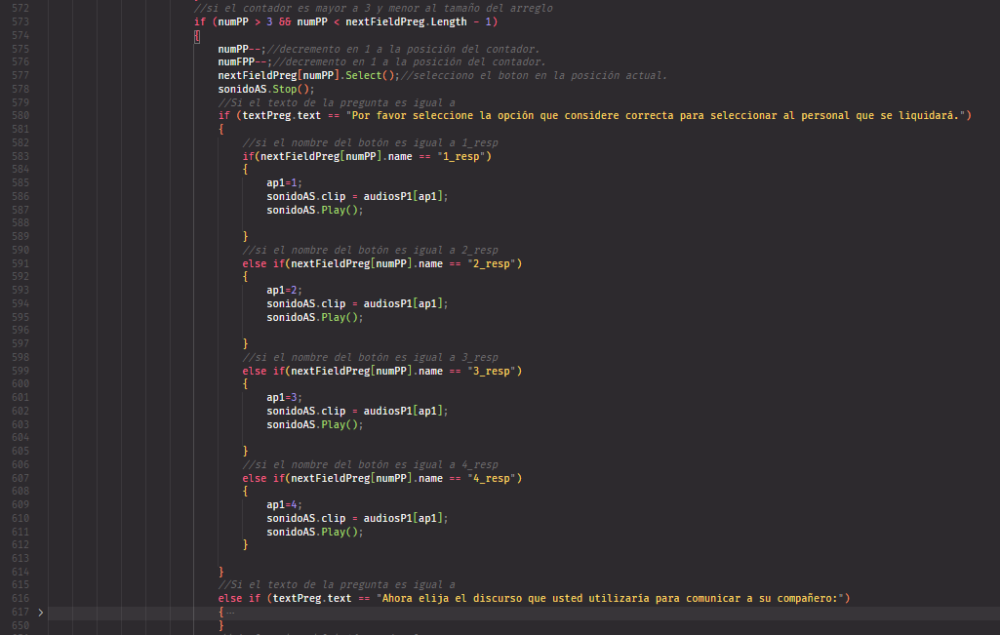 572 //si el contador es mayor a 3 y menor al tamaño del arreglo
573 if (numPP > 3 && numPP < nextFieldPreg.Length - 1)
574 {
575 numPP--;//decremento en 1 a la posición del contador.
576 numFPP--;//decremento en 1 a la posición del contador.
577 nextFieldPreg[numPP].Select();//selecciono el boton en la posición actual.
578 sonidoAS.Stop();
579 //Si el texto de la pregunta es igual a
580 if (textPreg.text == "Por favor seleccione la opción que considere correcta para seleccionar al personal que se liquidará.")
581 {
582 //si el nombre del botón es igual a 1_resp
583 if(nextFieldPreg[numPP].name == "1_resp")
584 {
585 ap1=1;
586 sonidoAS.clip = audiosP1[ap1];
587 sonidoAS.Play();
588
589 }
590 //si el nombre del botón es igual a 2_resp
591 else if(nextFieldPreg[numPP].name == "2_resp")
592 {
593 ap1=2;
594 sonidoAS.clip = audiosP1[ap1];
595 sonidoAS.Play();
596
597 }
598 //si el nombre del botón es igual a 3_resp
599 else if(nextFieldPreg[numPP].name == "3_resp")
600 {
601 ap1=3;
602 sonidoAS.clip = audiosP1[ap1];
603 sonidoAS.Play();
604
605 }
606 //si el nombre del botón es igual a 4_resp
607 else if(nextFieldPreg[numPP].name == "4_resp")
608 {
609 ap1=4;
610 sonidoAS.clip = audiosP1[ap1];
611 sonidoAS.Play();
612 }
613
614 }
615 //Si el texto de la pregunta es igual a
616 else if (textPreg.text == "Ahora elija el discurso que usted utilizaría para comunicar a su compañero:")
617 > {...
650 }